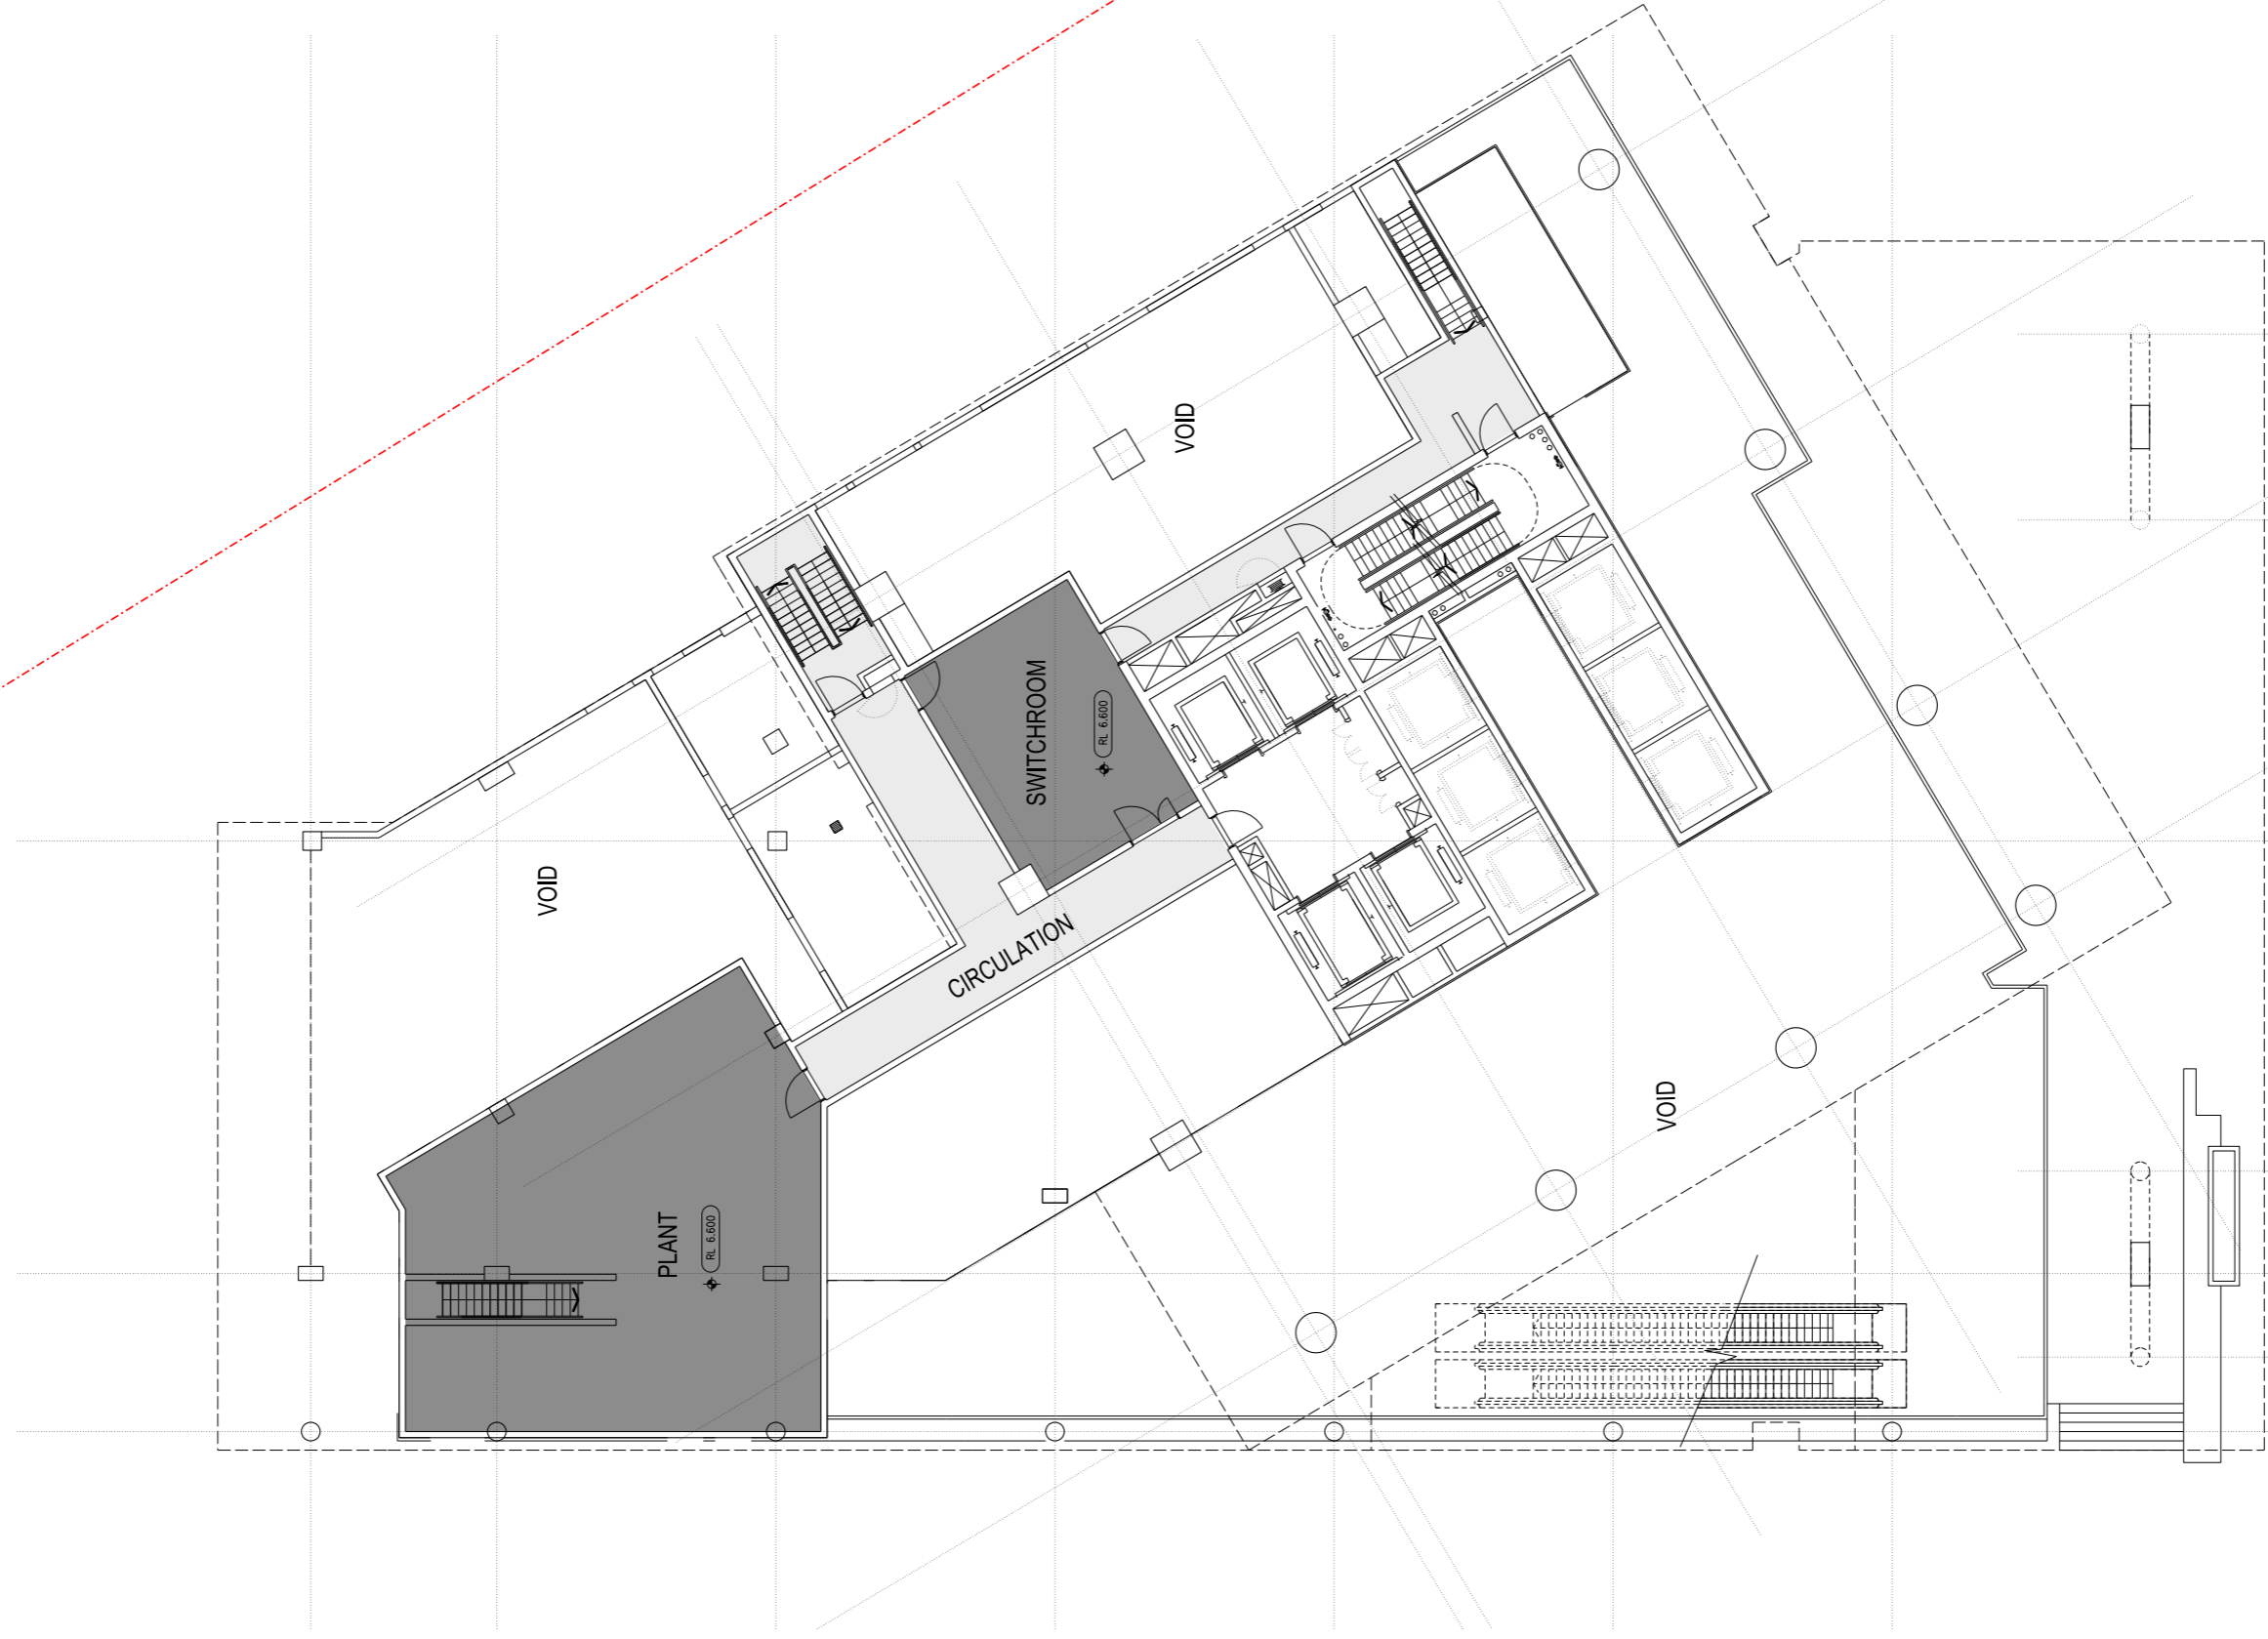 VOID
VOID
SWITCHROOM
RL 6.600
CIRCULATION
PLANT
RL 6.600
VOID